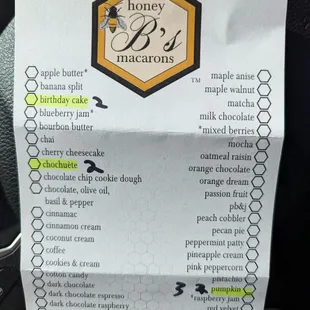 honey
B's
macarons
TM
apple butter*
banana split
birthday cake 2
blueberry jam*
bourbon butter
chai
cherry cheesecake
chochuète 2
chocolate chip cookie dough
chocolate, olive oil,
basil & pepper
cinnamac
cinnamon cream
coconut cream
coffee
cookies & cream
cotton candy
dark chocolate
dark chocolate espresso
dark chocolate raspberry
maple anise
maple walnut
matcha
milk chocolate
*mixed berries
mocha
oatmeal raisin
orange chocolate
orange dream
passion fruit
pb&j
peach cobbler
pecan pie
peppermint patty
pineapple cream
pink peppercorn
pistachio
3 2 pumpkin
*raspberry jam
red velvet